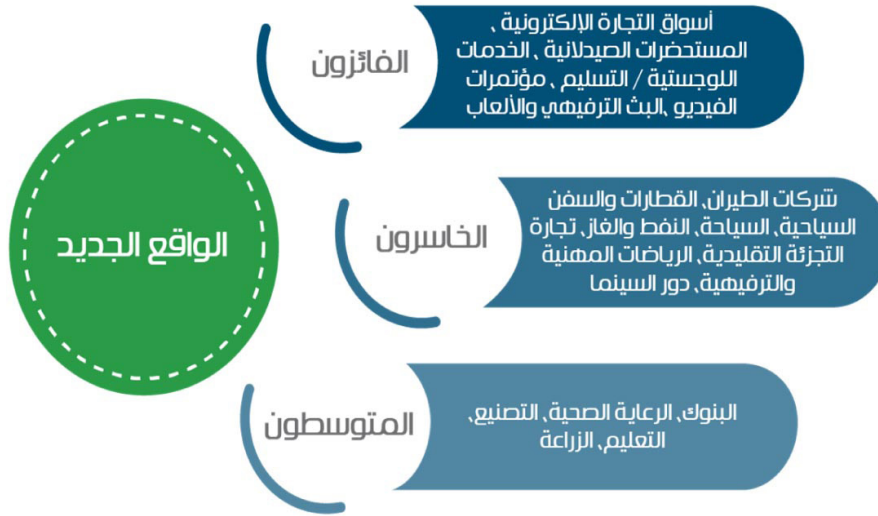 الواقع الجديد
الفائزون
أسواق التجارة الإلكترونية ،
المستحضرات الصيدلانية ، الخدمات
اللوجستية / التسليم ، مؤتمرات
الفيديو ،البث الترفيهي والألعاب
الخاسرون
شركات الطيران، القطارات والسفن
السياحية، السياحة، النفط والغاز، تجارة
التجزئة التقليدية، الرياضات المهنية
والترفيهية، دور السينما
المتوسطون
البنوك، الرعاية الصحية، التصنيع،
التعليم، الزراعة